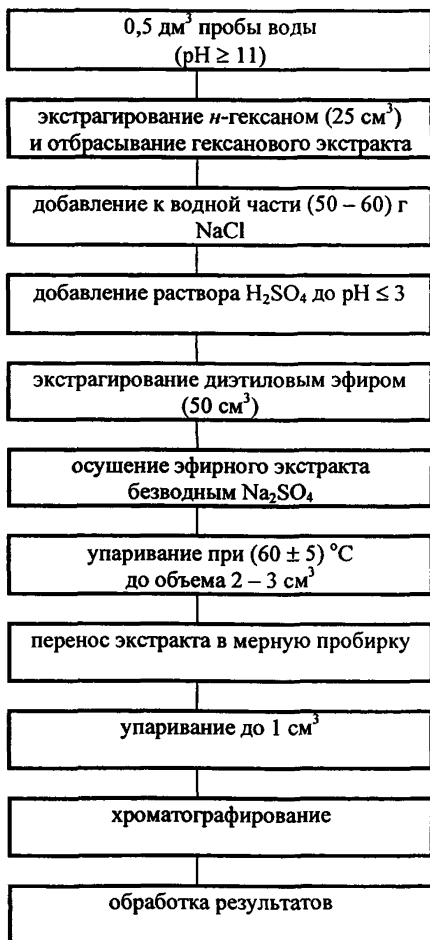 0,5 дм³ пробы воды
(pH ≥ 11)
экстрагирование н-гексаном (25 см³)
и отбрасывание гексанового экстракта
добавление к водной части (50 – 60) г
NaCl
добавление раствора H₂SO₄ до pH ≤ 3
экстрагирование диэтиловым эфиром
(50 см³)
осушение эфирного экстракта
безводным Na₂SO₄
упаривание при (60 ± 5) °C
до объема 2 – 3 см³
перенос экстракта в мерную пробирку
упаривание до 1 см³
хроматографирование
обработка результатов